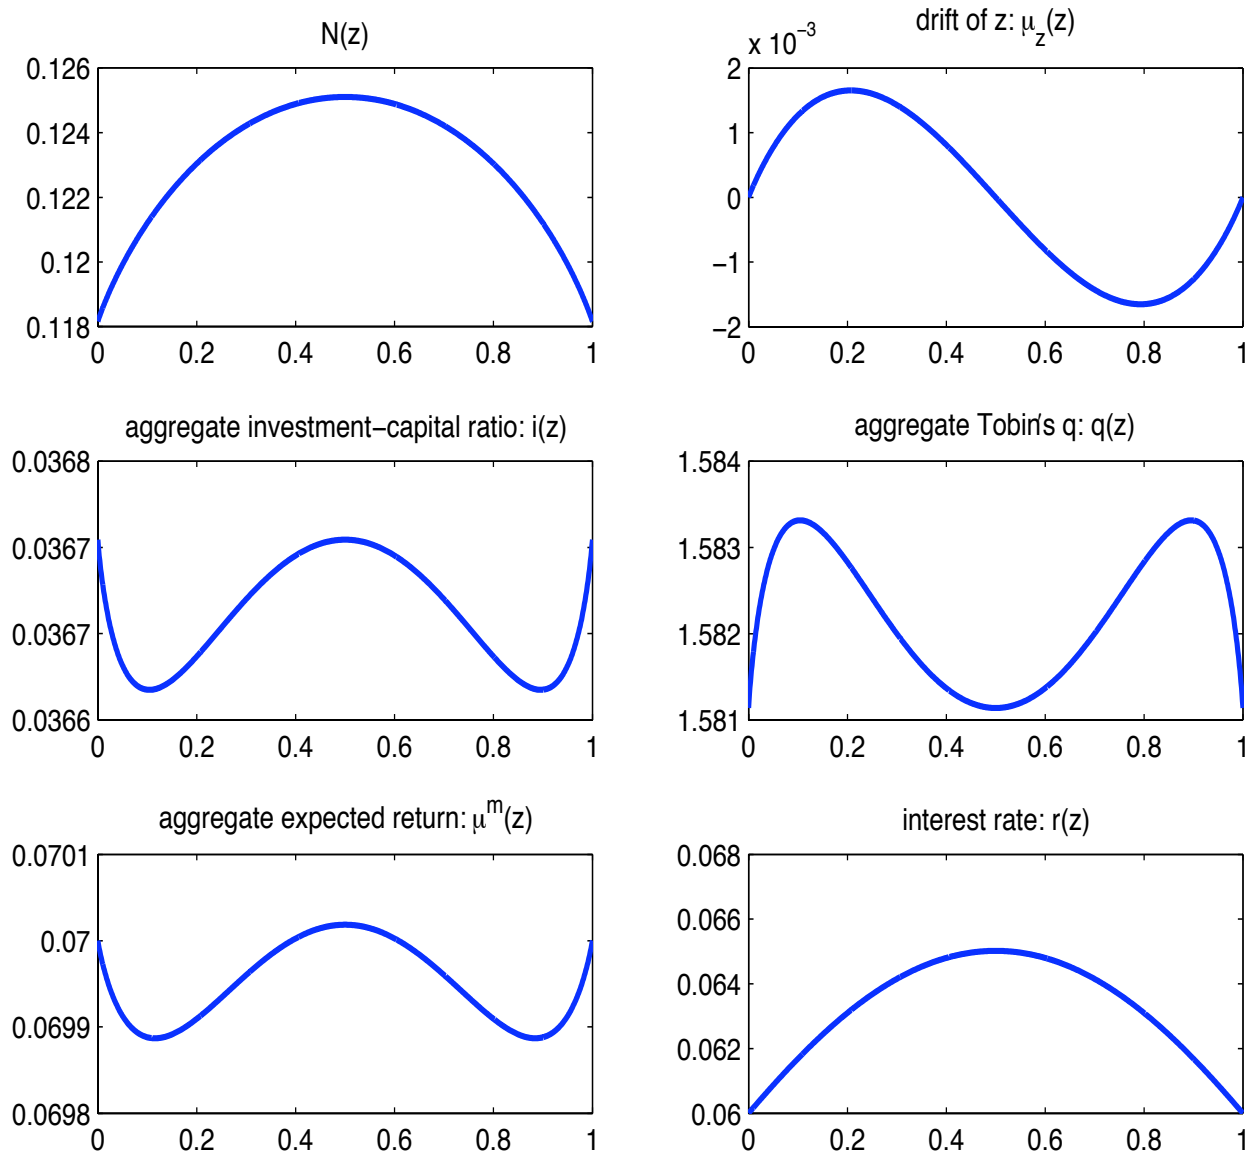 N(z)
0.126
0.124
0.122
0.12
0.118
0 0.2 0.4 0.6 0.8 1
drift of z: μz(z)
x 10−3
2
1
0
−1
−2
0 0.2 0.4 0.6 0.8 1
aggregate investment−capital ratio: i(z)
0.0368
0.0367
0.0367
0.0366
0 0.2 0.4 0.6 0.8 1
aggregate Tobin's q: q(z)
1.584
1.583
1.582
1.581
0 0.2 0.4 0.6 0.8 1
aggregate expected return: μm(z)
0.0701
0.07
0.0699
0.0698
0 0.2 0.4 0.6 0.8 1
interest rate: r(z)
0.068
0.066
0.064
0.062
0.06
0 0.2 0.4 0.6 0.8 1